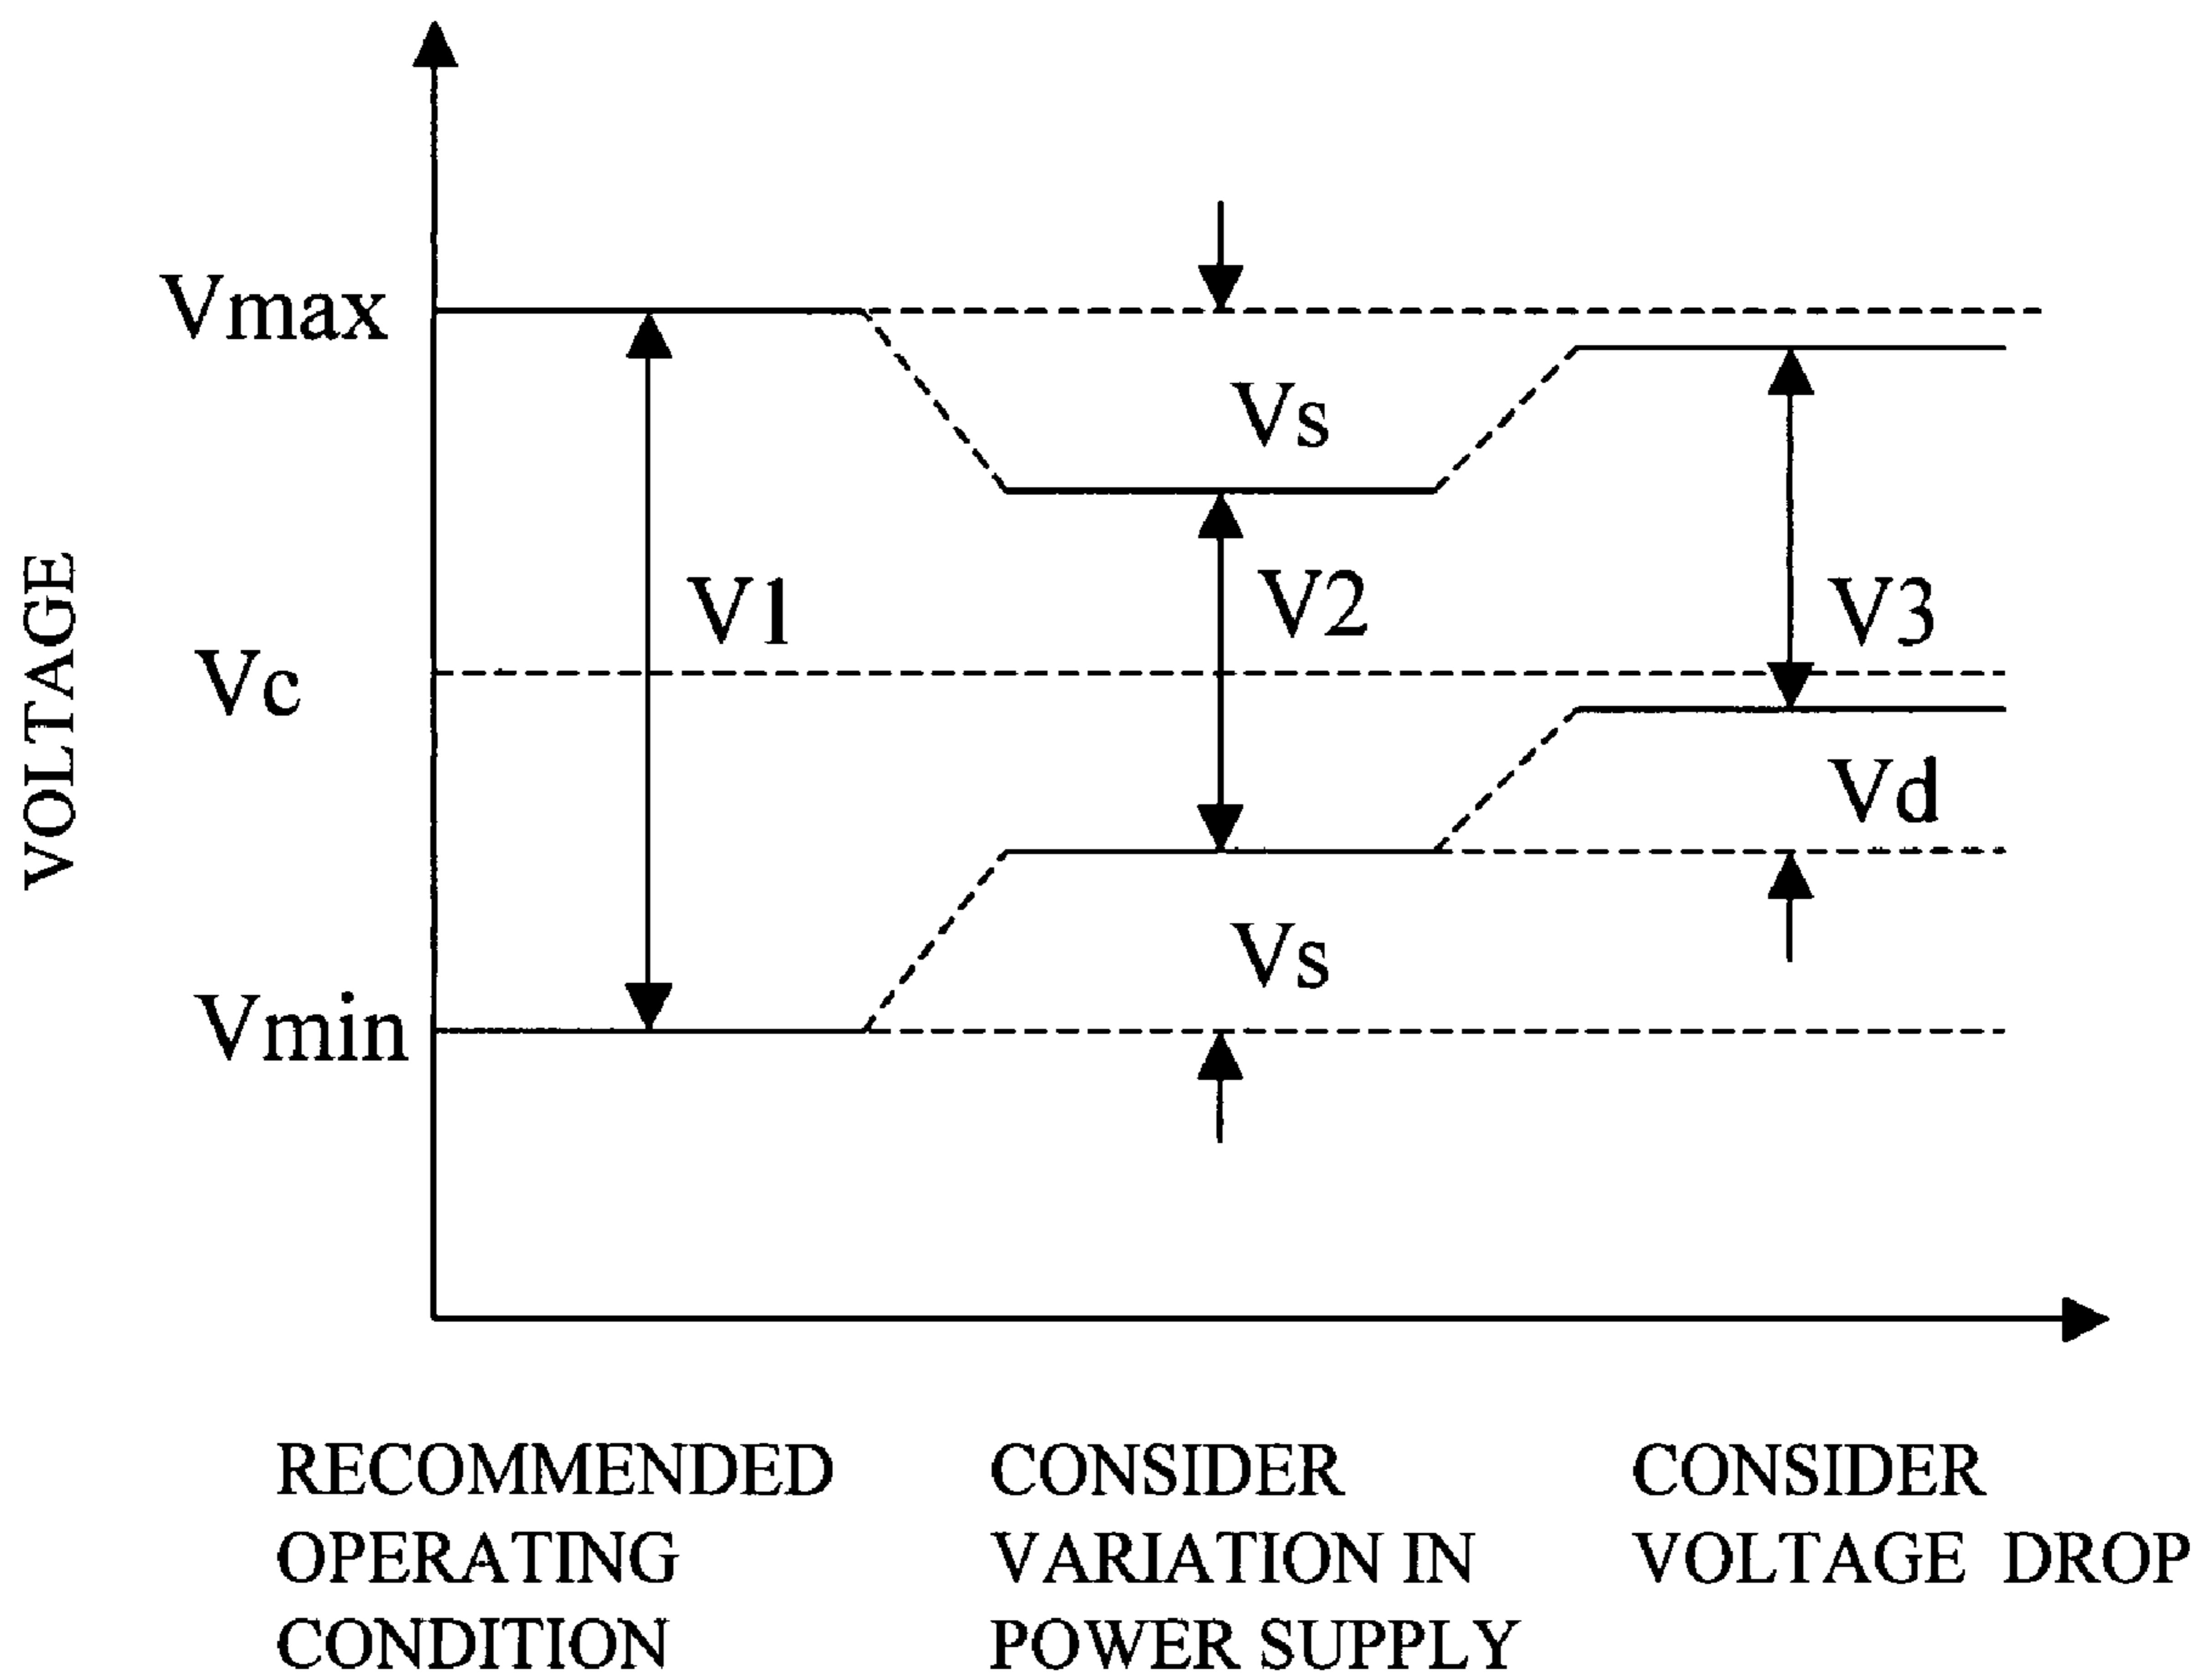 Vmax
Vs
V1
V2
V3
VOLTAGE
Vc
Vd
Vs
Vmin
RECOMMENDED
OPERATING
CONDITION
CONSIDER
VARIATION IN
POWER SUPPLY
CONSIDER
VOLTAGE DROP